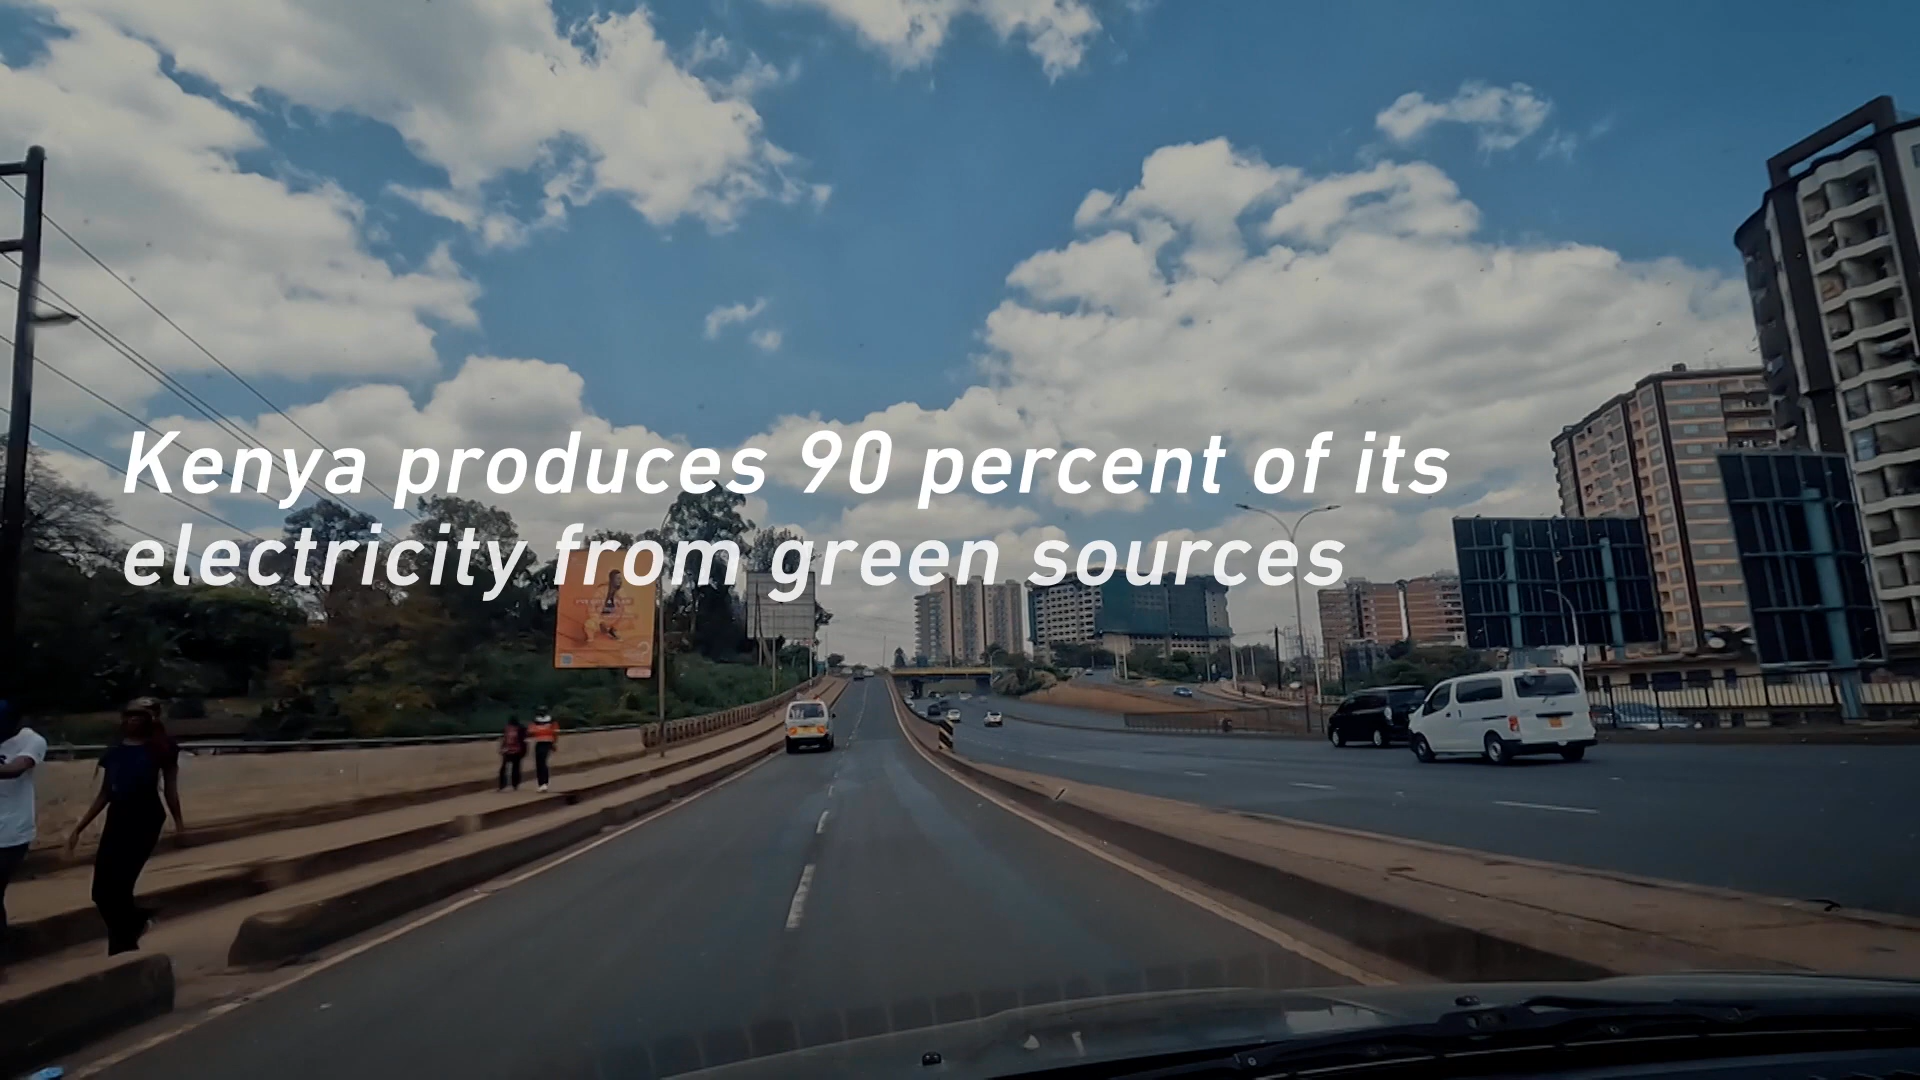 Kenya produces 90 percent of its
electricity from green sources